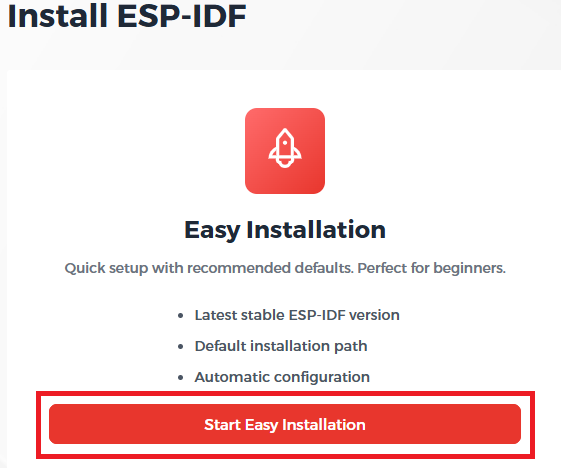 Install ESP-IDF
Easy Installation
Quick setup with recommended defaults. Perfect for beginners.
• Latest stable ESP-IDF version
• Default installation path
• Automatic configuration
Start Easy Installation